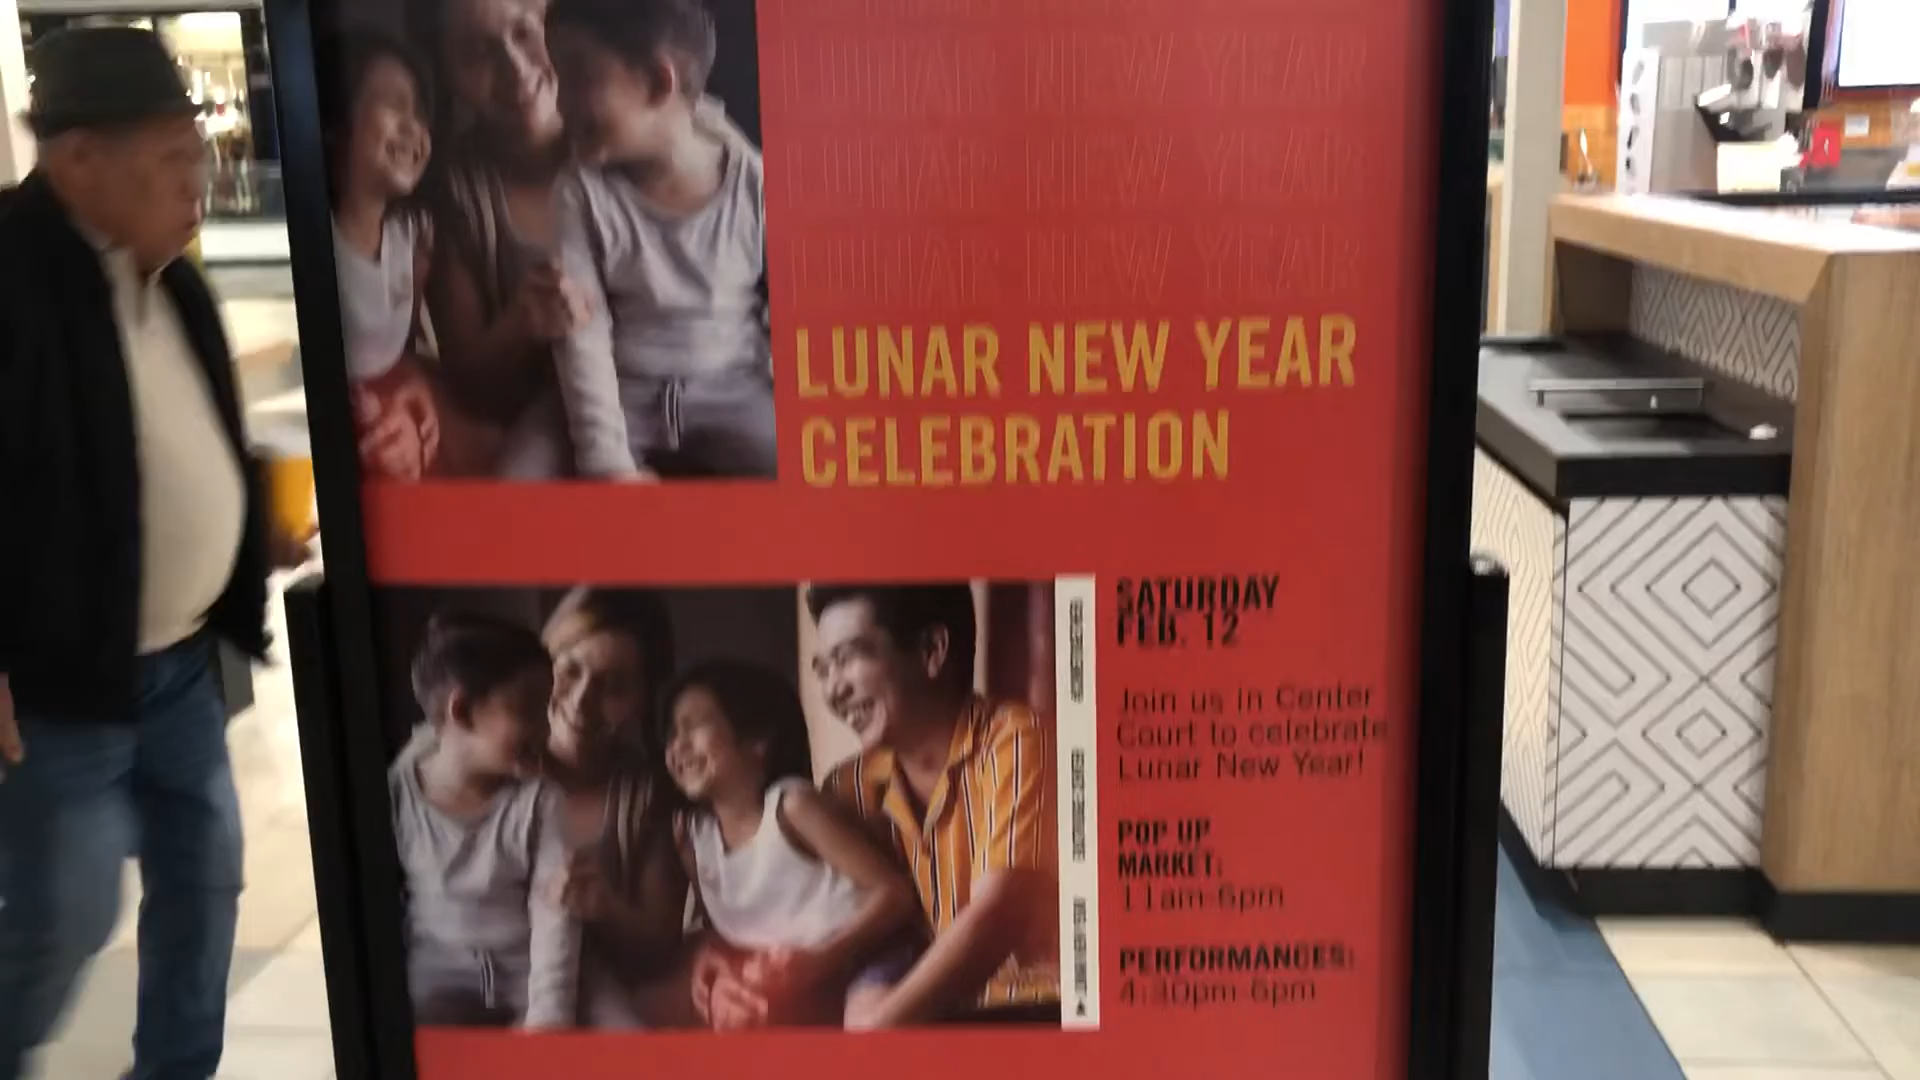 LUNAR NEW YEAR
LUNAR NEW YEAR
LUNAR NEW YEAR
LUNAR NEW YEAR
CELEBRATION
SATURDAY
FEB. 12
Join us in Center
Court to celebrate
Lunar New Year!
POP UP
MARKET:
11am-6pm
PERFORMANCES:
4:30pm-6pm